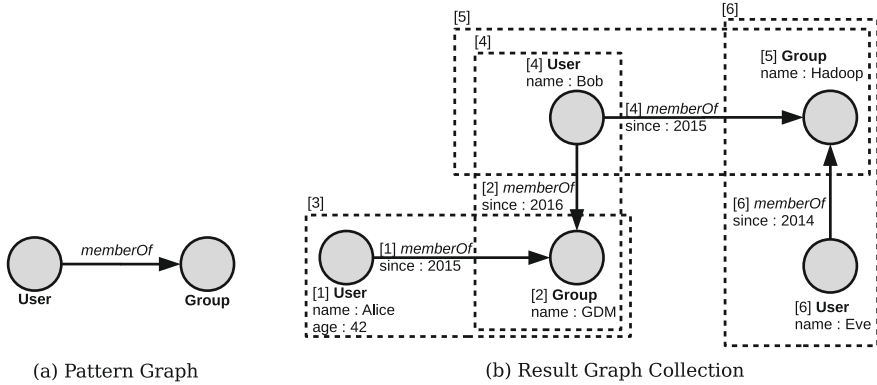 memberOf
User
Group
(a) Pattern Graph
[5]
[6]
[4]
[4] User
name : Bob
[5] Group
name : Hadoop
[4] memberOf
since : 2015
[2] memberOf
since : 2016
[6] memberOf
since : 2014
[3]
[1] memberOf
since : 2015
[1] User
name : Alice
age : 42
[2] Group
name : GDM
[6] User
name : Eve
(b) Result Graph Collection